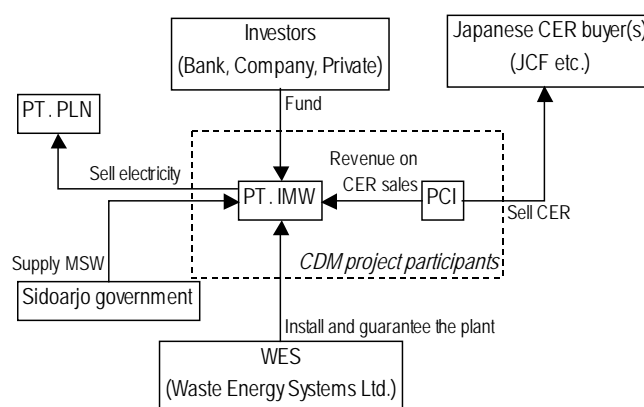 Investors
(Bank, Company, Private)
Japanese CER buyer(s)
(JCF etc.)
PT. PLN
Fund
Sell electricity
Revenue on
CER sales
PT. IMW
PCI
Sell CER
Supply MSW
CDM project participants
Sidoarjo government
Install and guarantee the plant
WES
(Waste Energy Systems Ltd.)